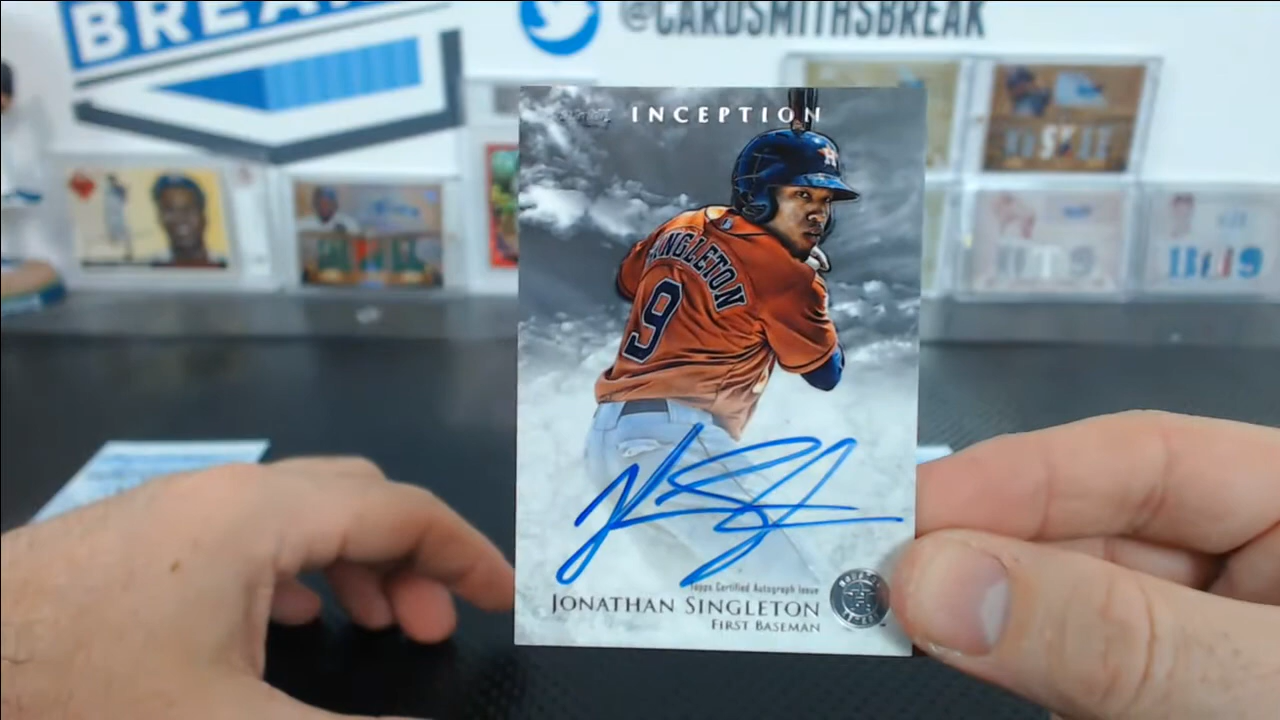 BREAK
@CARDSMITHSBREAK
INCEPTION
SINGLETON
9
Topps Certified Autograph Issue
JONATHAN SINGLETON
FIRST BASEMAN